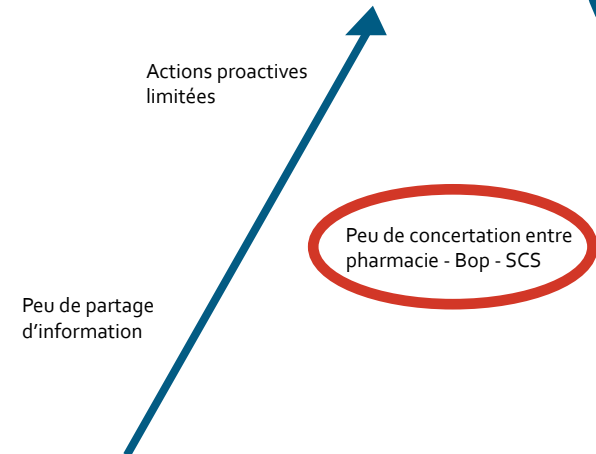 Actions proactives
limitées
Peu de concertation entre
pharmacie - Bop - SCS
Peu de partage
d'information